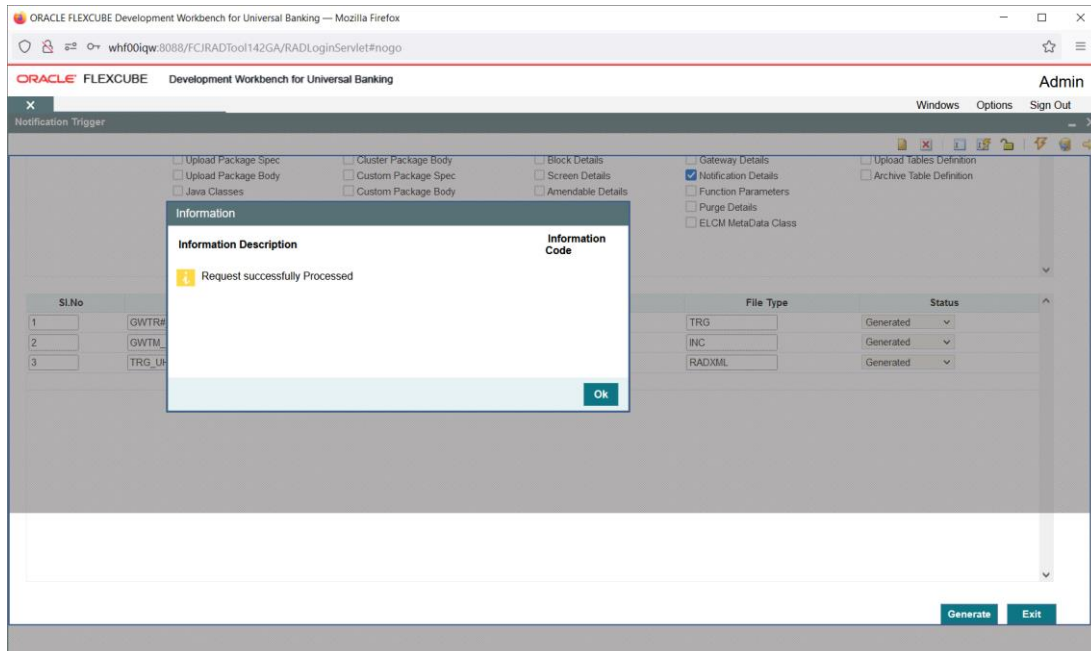 ORACLE FLEXCUBE Development Workbench for Universal Banking — Mozilla Firefox
whf00iqw:8088/FCJRADTool142GA/RADLoginServlet#nogo
ORACLE FLEXCUBE Development Workbench for Universal Banking Admin
Windows Options Sign Out
Notification Trigger
Upload Package Spec Cluster Package Body Block Details Gateway Details Upload Tables Definition
Upload Package Body Custom Package Spec Screen Details Notification Details Archive Table Definition
Java Classes Custom Package Body Amendable Details Function Parameters
Purge Details
ELCM MetaData Class
Information
Information Description Information Code
Request successfully Processed
Ok
Sl.No File Type Status
1 GWTR# TRG Generated
2 GWTM_ INC Generated
3 TRG_UH RADXML Generated
Generate Exit